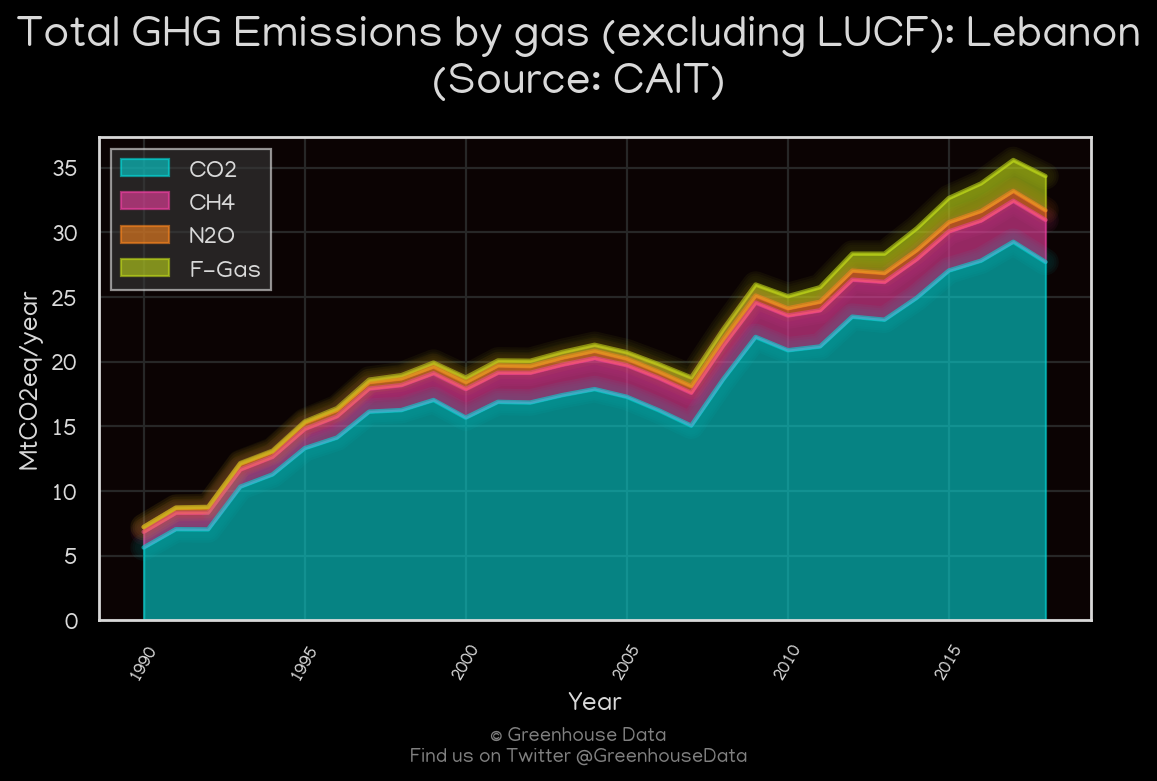 Total GHG Emissions by gas (excluding LUCF): Lebanon
(Source: CAIT)
CO2
CH4
N2O
F-Gas
35
30
25
20
15
10
5
0
MtCO2eq/year
1990
1995
2000
2005
2010
2015
Year
© Greenhouse Data
Find us on Twitter @GreenhouseData